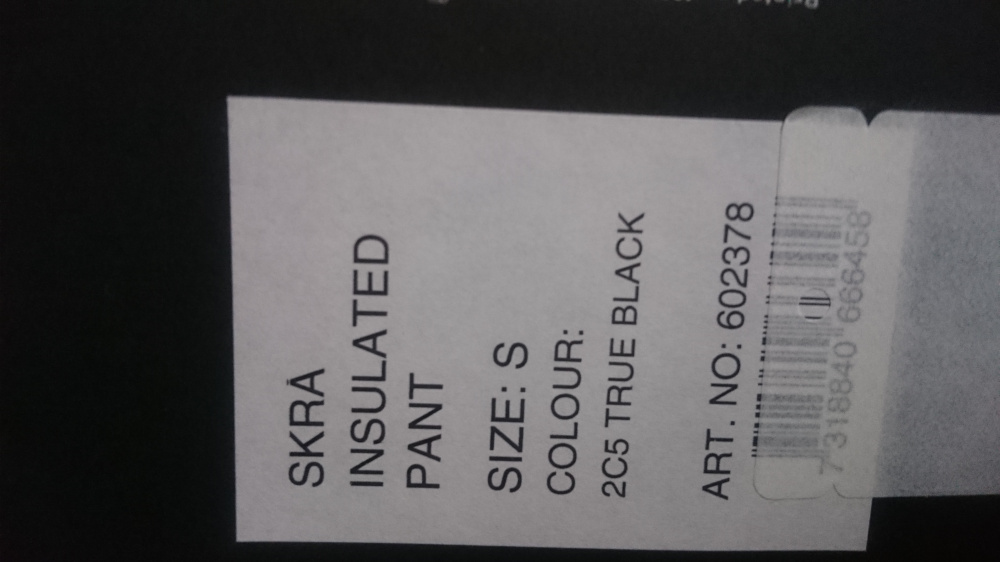 SKRÅ
INSULATED
PANT
SIZE: S
COLOUR:
2C5 TRUE BLACK
ART. NO: 602378
7318840"666458